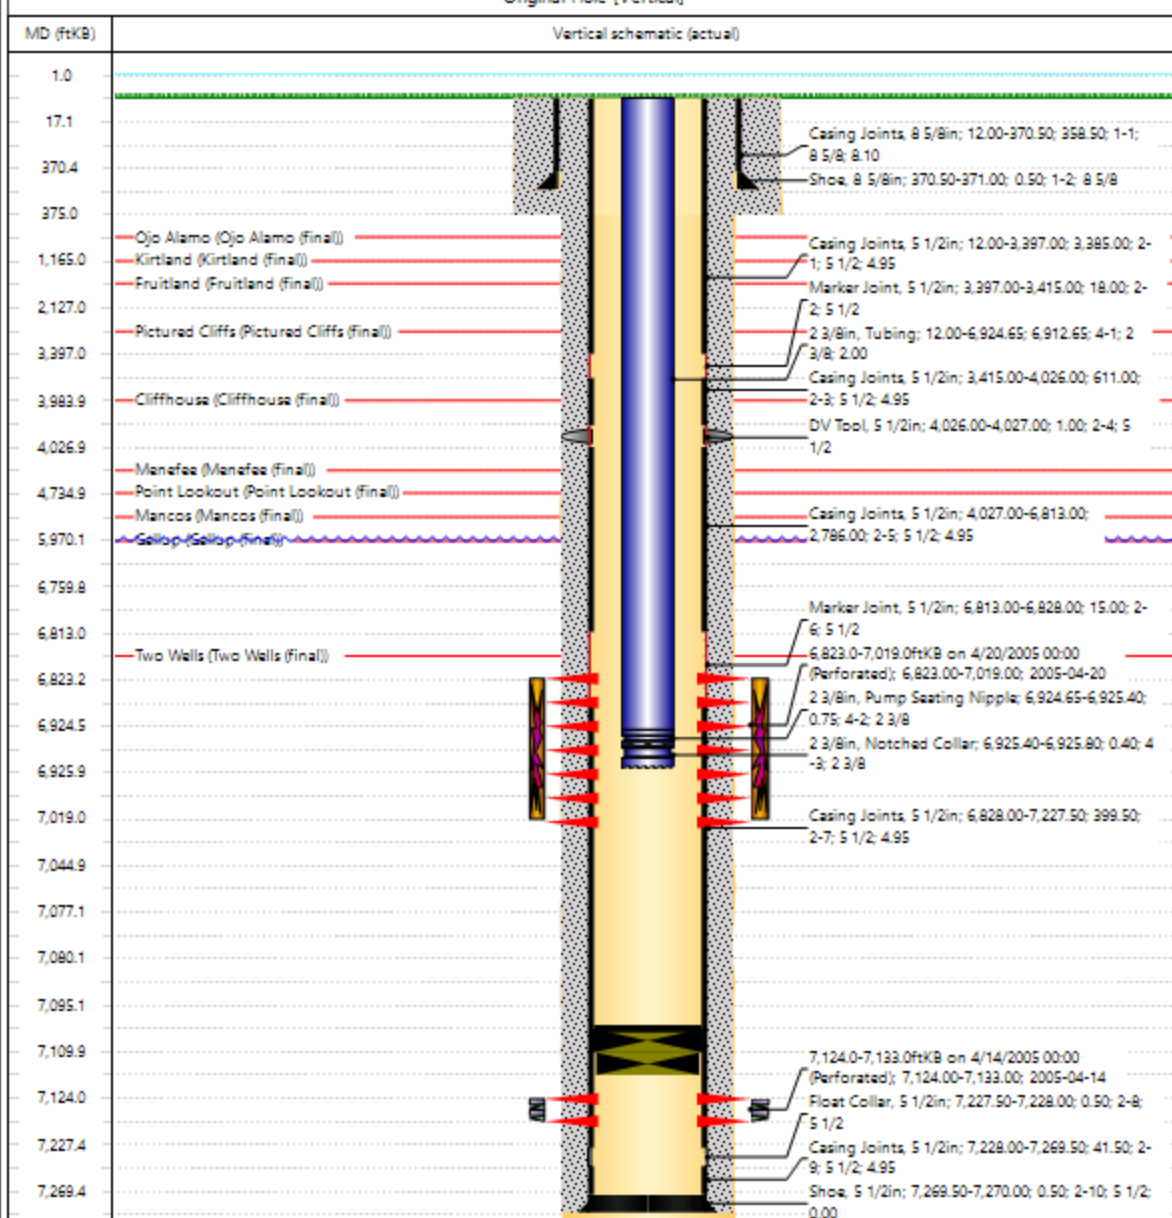 Original Hole [Vertical]
MD (ftKB)
Vertical schematic (actual)
1.0
17.1
370.4
375.0
1,165.0
2,127.0
3,397.0
3,983.9
4,026.9
4,734.9
5,970.1
6,759.8
6,813.0
6,823.2
6,924.5
6,925.9
7,019.0
7,044.9
7,077.1
7,080.1
7,095.1
7,109.9
7,124.0
7,227.4
7,269.4
Ojo Alamo (Ojo Alamo (final))
Kirtland (Kirtland (final))
Fruitland (Fruitland (final))
Pictured Cliffs (Pictured Cliffs (final))
Cliffhouse (Cliffhouse (final))
Menefee (Menefee (final))
Point Lookout (Point Lookout (final))
Mancos (Mancos (final))
Gallup (Gallup (final))
Two Wells (Two Wells (final))
Casing Joints, 8 5/8in; 12.00-370.50; 358.50; 1-1;
8 5/8; 8.10
Shoe, 8 5/8in; 370.50-371.00; 0.50; 1-2; 8 5/8
Casing Joints, 5 1/2in; 12.00-3,397.00; 3,385.00; 2-
1; 5 1/2; 4.95
Marker Joint, 5 1/2in; 3,397.00-3,415.00; 18.00; 2-
2; 5 1/2
2 3/8in, Tubing; 12.00-6,924.65; 6,912.65; 4-1; 2
3/8; 2.00
Casing Joints, 5 1/2in; 3,415.00-4,026.00; 611.00;
2-3; 5 1/2; 4.95
DV Tool, 5 1/2in; 4,026.00-4,027.00; 1.00; 2-4; 5
1/2
Casing Joints, 5 1/2in; 4,027.00-6,813.00;
2,786.00; 2-5; 5 1/2; 4.95
Marker Joint, 5 1/2in; 6,813.00-6,828.00; 15.00; 2-
6; 5 1/2
6,823.0-7,019.0ftKB on 4/20/2005 00:00
(Perforated); 6,823.00-7,019.00; 2005-04-20
2 3/8in, Pump Seating Nipple; 6,924.65-6,925.40;
0.75; 4-2; 2 3/8
2 3/8in, Notched Collar; 6,925.40-6,925.80; 0.40; 4
-3; 2 3/8
Casing Joints, 5 1/2in; 6,828.00-7,227.50; 399.50;
2-7; 5 1/2; 4.95
7,124.0-7,133.0ftKB on 4/14/2005 00:00
(Perforated); 7,124.00-7,133.00; 2005-04-14
Float Collar, 5 1/2in; 7,227.50-7,228.00; 0.50; 2-8;
5 1/2
Casing Joints, 5 1/2in; 7,228.00-7,269.50; 41.50; 2-
9; 5 1/2; 4.95
Shoe, 5 1/2in; 7,269.50-7,270.00; 0.50; 2-10; 5 1/2;
0.00